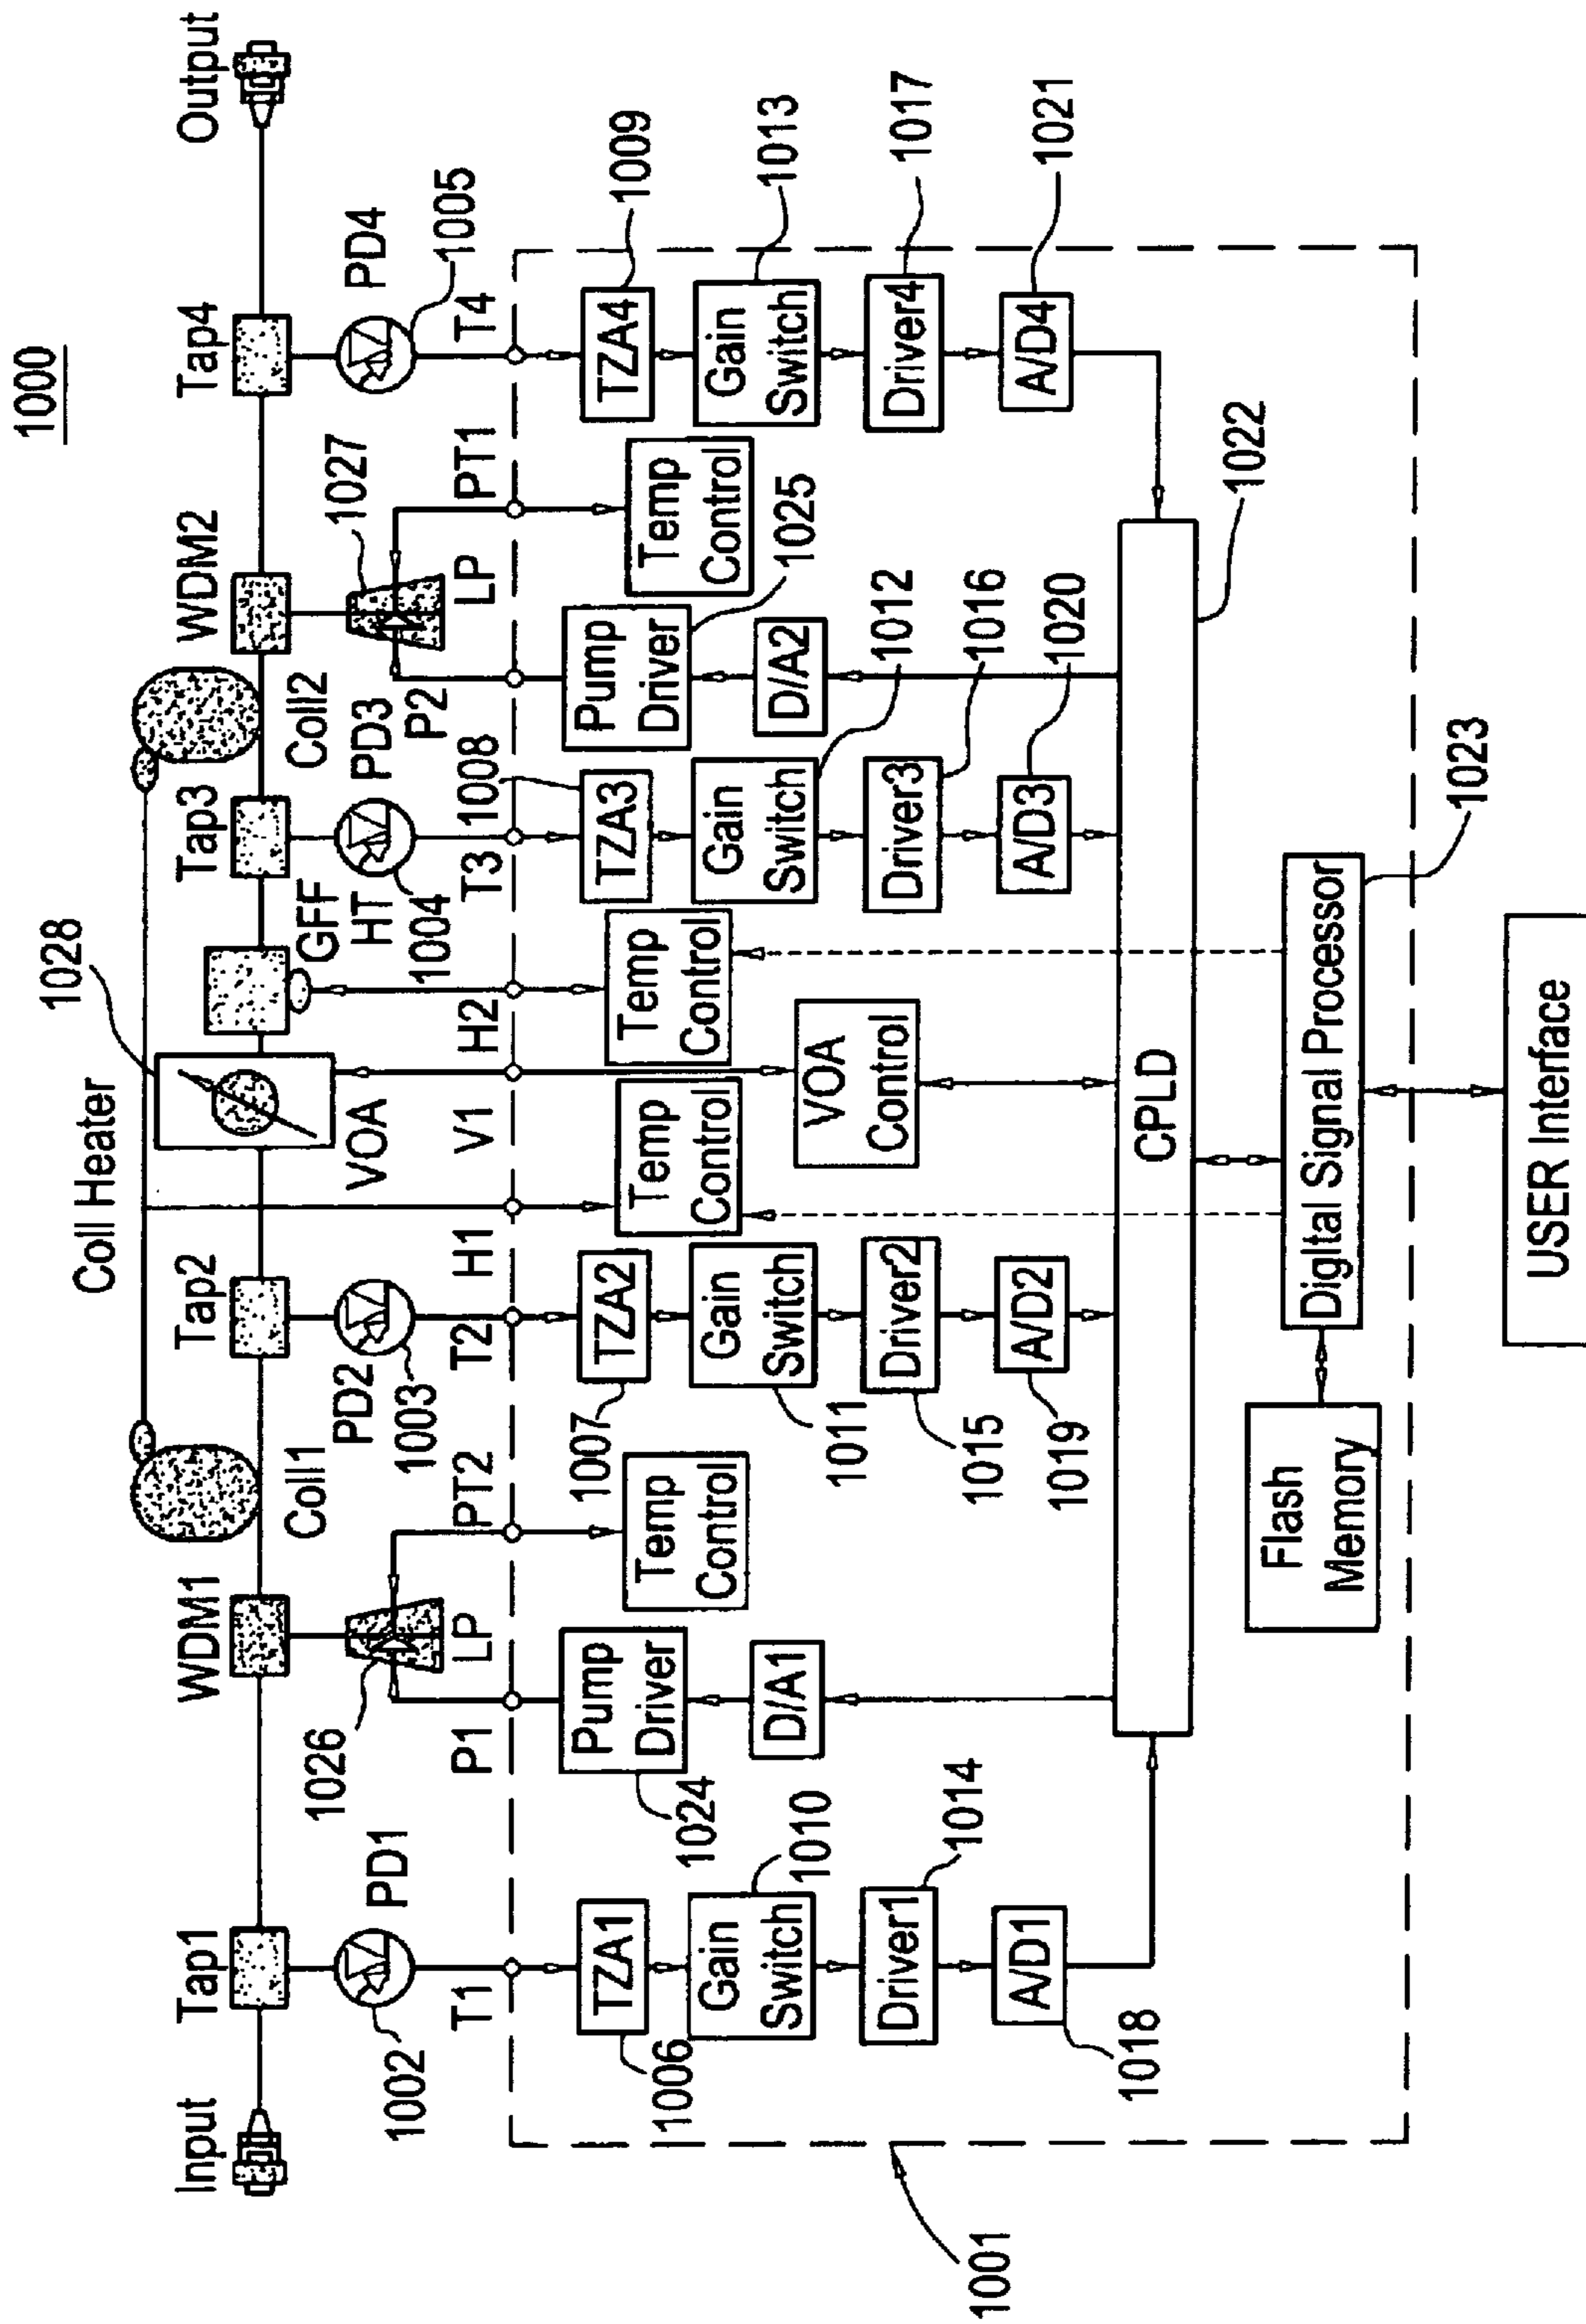 1000
Input
Tap1
WDM1
Coll1
Tap2
Coll Heater
1028
VOA
GFF
HT
Tap3
Coll2
WDM2
Tap4
Output
1002
PD1
1026
LP
PD2
1003
1004
PD3
LP
1027
PD4
1005
T1
P1
PT2
T2
H1
V1
H2
T3
1008
P2
PT1
T4
1001
TZA1
1006
Pump
Driver
1024
Temp
Control
TZA2
1007
Temp
Control
Temp
Control
TZA3
Pump
Driver
1025
Temp
Control
TZA4
1009
Gain
Switch
1010
D/A1
Gain
Switch
1011
VOA
Control
Gain
Switch
1012
D/A2
Gain
Switch
1013
Driver1
1014
Driver2
1015
Driver3
1016
Driver4
1017
A/D1
1018
A/D2
1019
A/D3
1020
A/D4
1021
CPLD
1022
Flash
Memory
Digital Signal Processor
1023
USER Interface